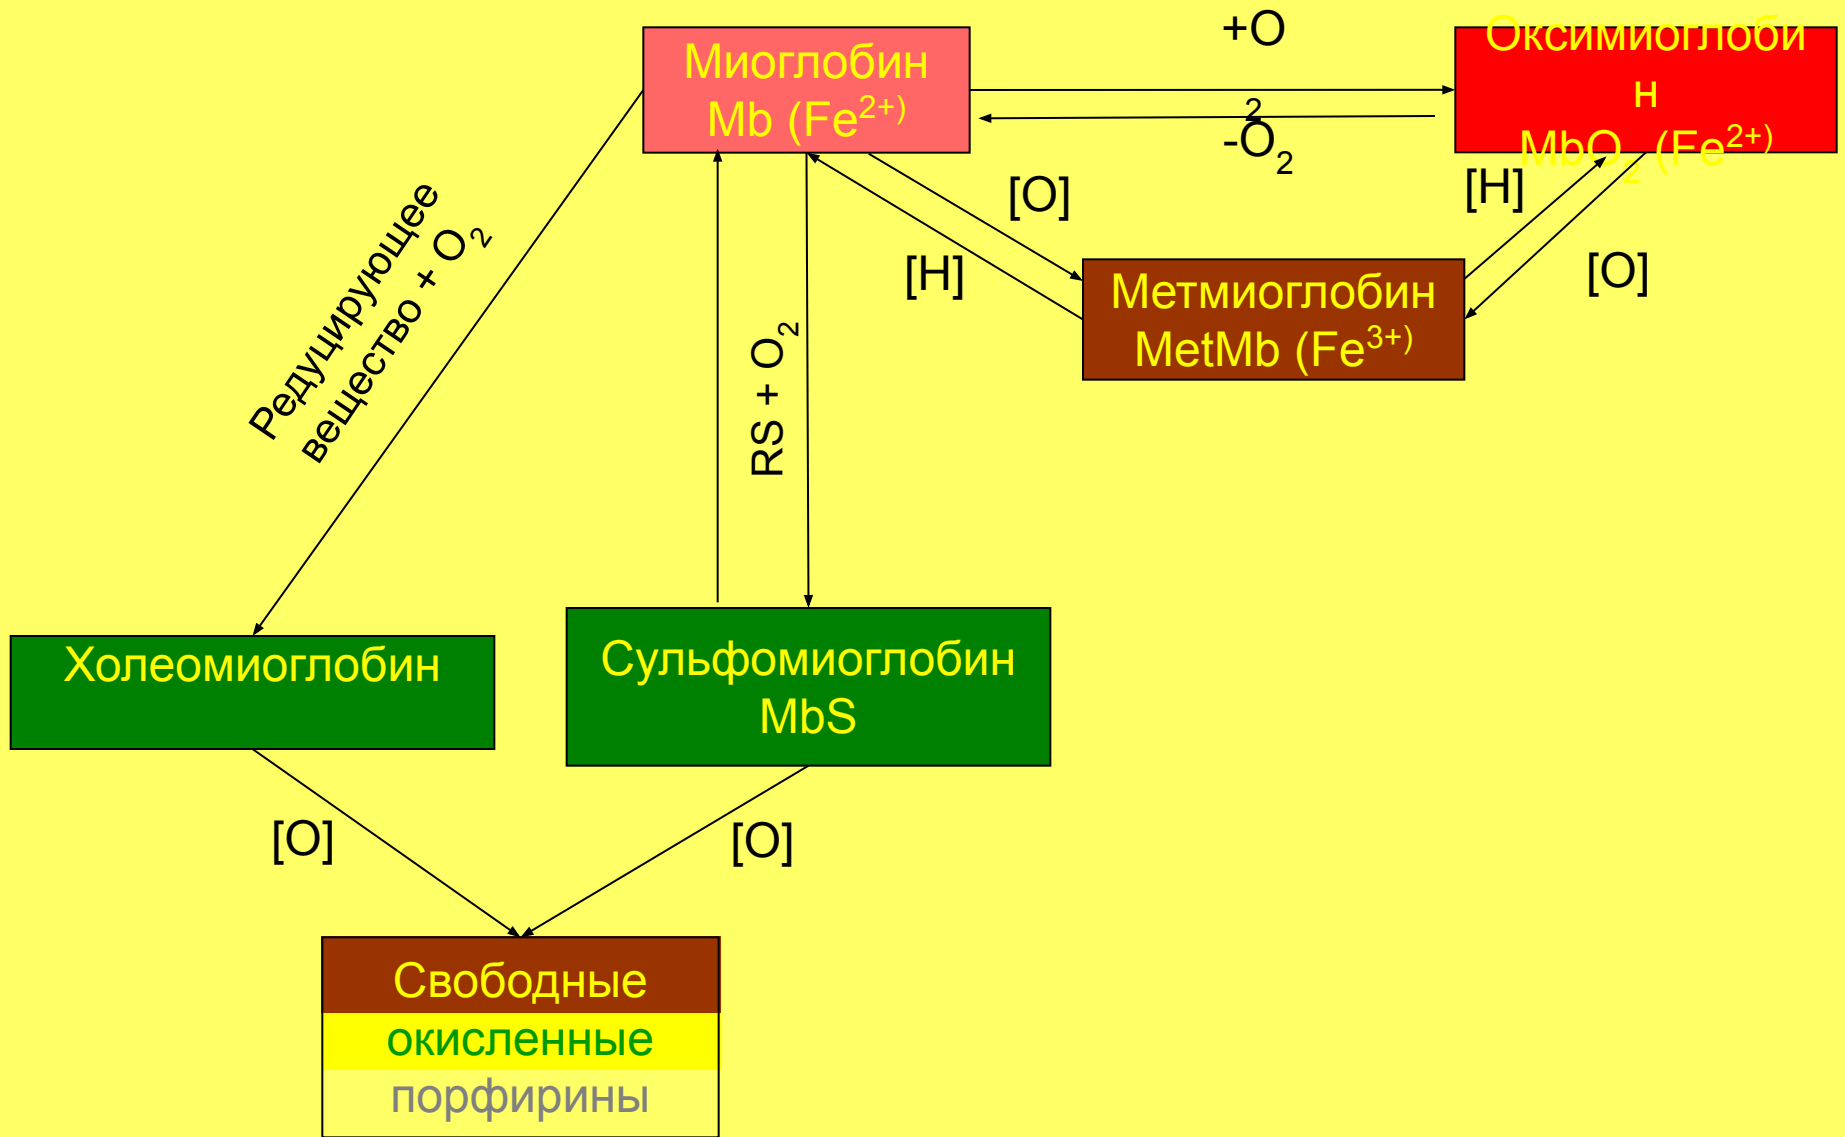 Миоглобин
Mb (Fe²⁺⁾
+O
2
-O₂
Оксимиоглоби
н
MbO₂ (Fe²⁺⁾
[O]
[H]
[H]
[O]
Метмиоглобин
MetMb (Fe³⁺⁾
Редуцирующее
вещество + O₂
RS + O₂
Холеомиоглобин
Сульфомиоглобин
MbS
[O]
[O]
Свободные
окисленные
порфирины